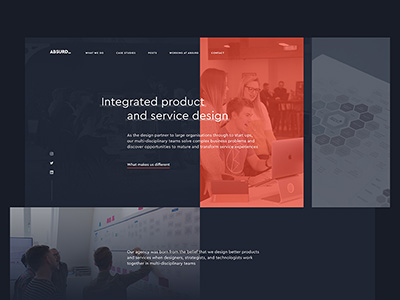 ABSURD_
WHAT WE DO
CASE STUDIES
POSTS
WORKING AT ABSURD
CONTACT
Integrated product
and service design
As the design partner to large organisations through to start ups,
our multi-disciplinary teams solve complex business problems and
discover opportunities to mature and transform service experiences
What makes us different
Our agency was born from the belief that we design better products
and services when designers, strategists, and technologists work
together in multi-disciplinary teams